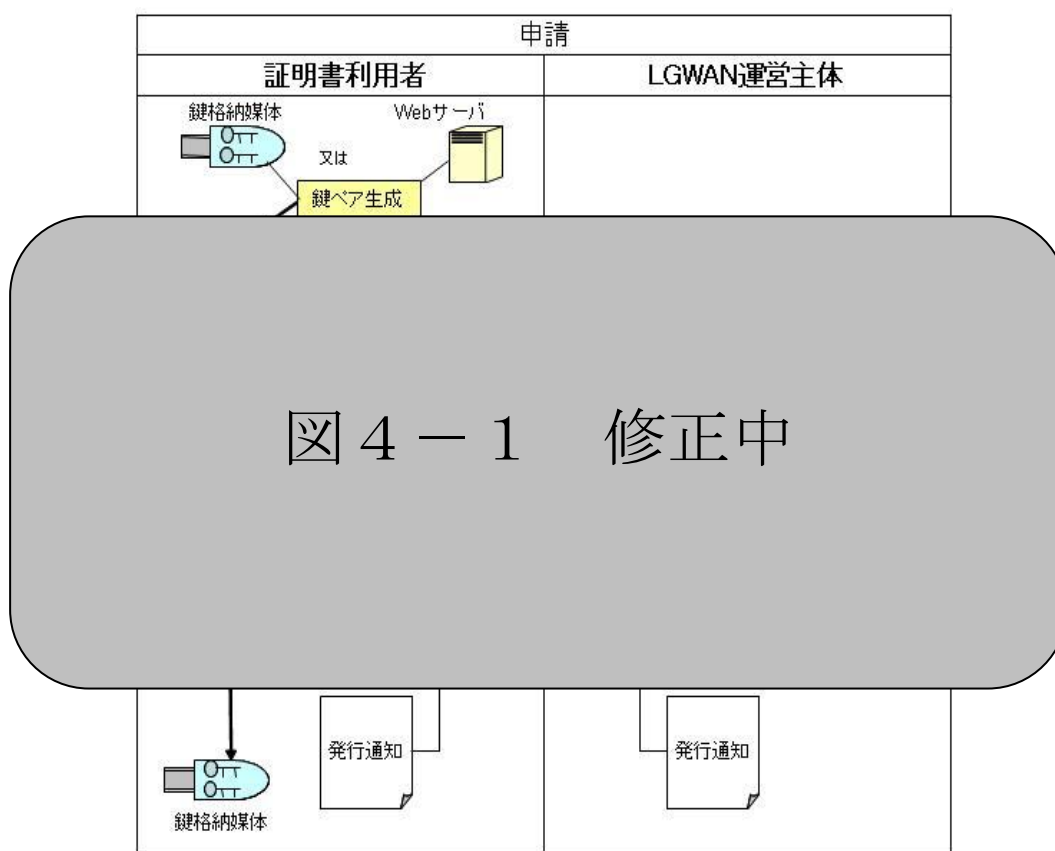 申請
証明書利用者
LGWAN運営主体
鍵格納媒体
Webサーバ
又は
鍵ペア生成
図４－１　修正中
発行通知
発行通知
鍵格納媒体